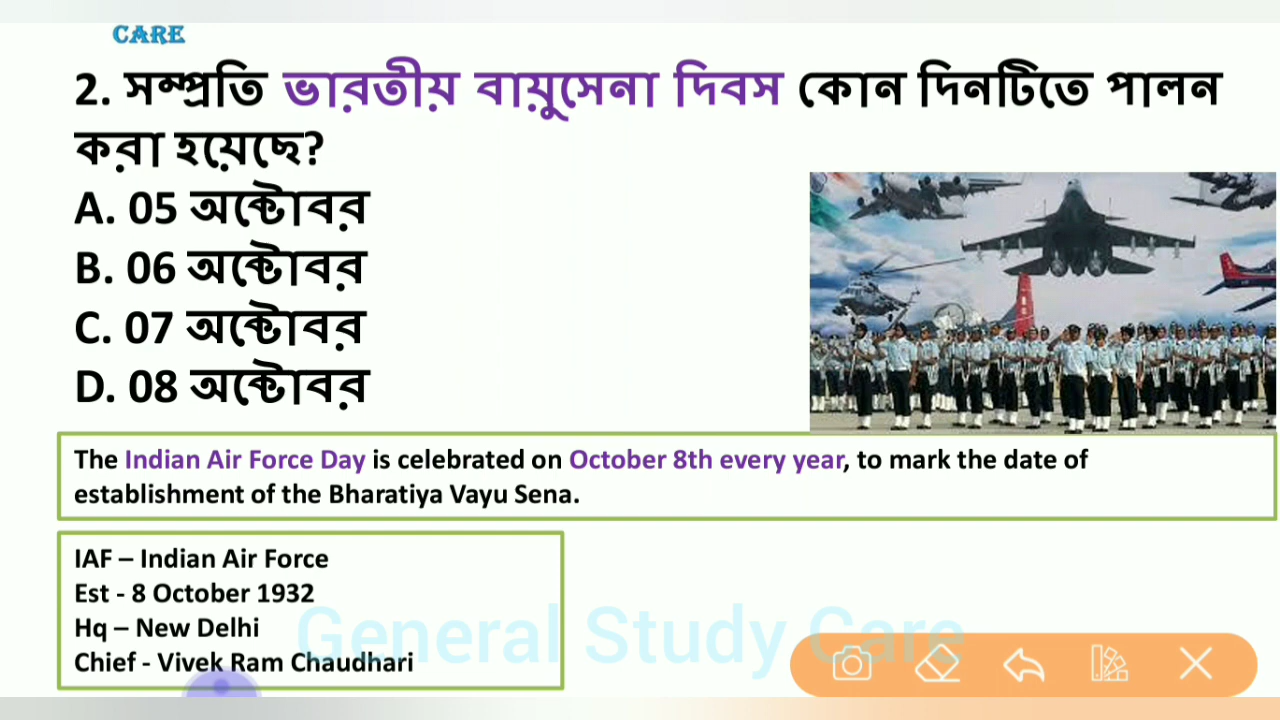 CARE
2. সম্প্রতি ভারতীয় বায়ুসেনা দিবস কোন দিনটিতে পালন
করা হয়েছে?
A. 05 অক্টোবর
B. 06 অক্টোবর
C. 07 অক্টোবর
D. 08 অক্টোবর
The Indian Air Force Day is celebrated on October 8th every year, to mark the date of
establishment of the Bharatiya Vayu Sena.
IAF – Indian Air Force
Est - 8 October 1932
Hq – New Delhi
Chief - Vivek Ram Chaudhari
General Study Care